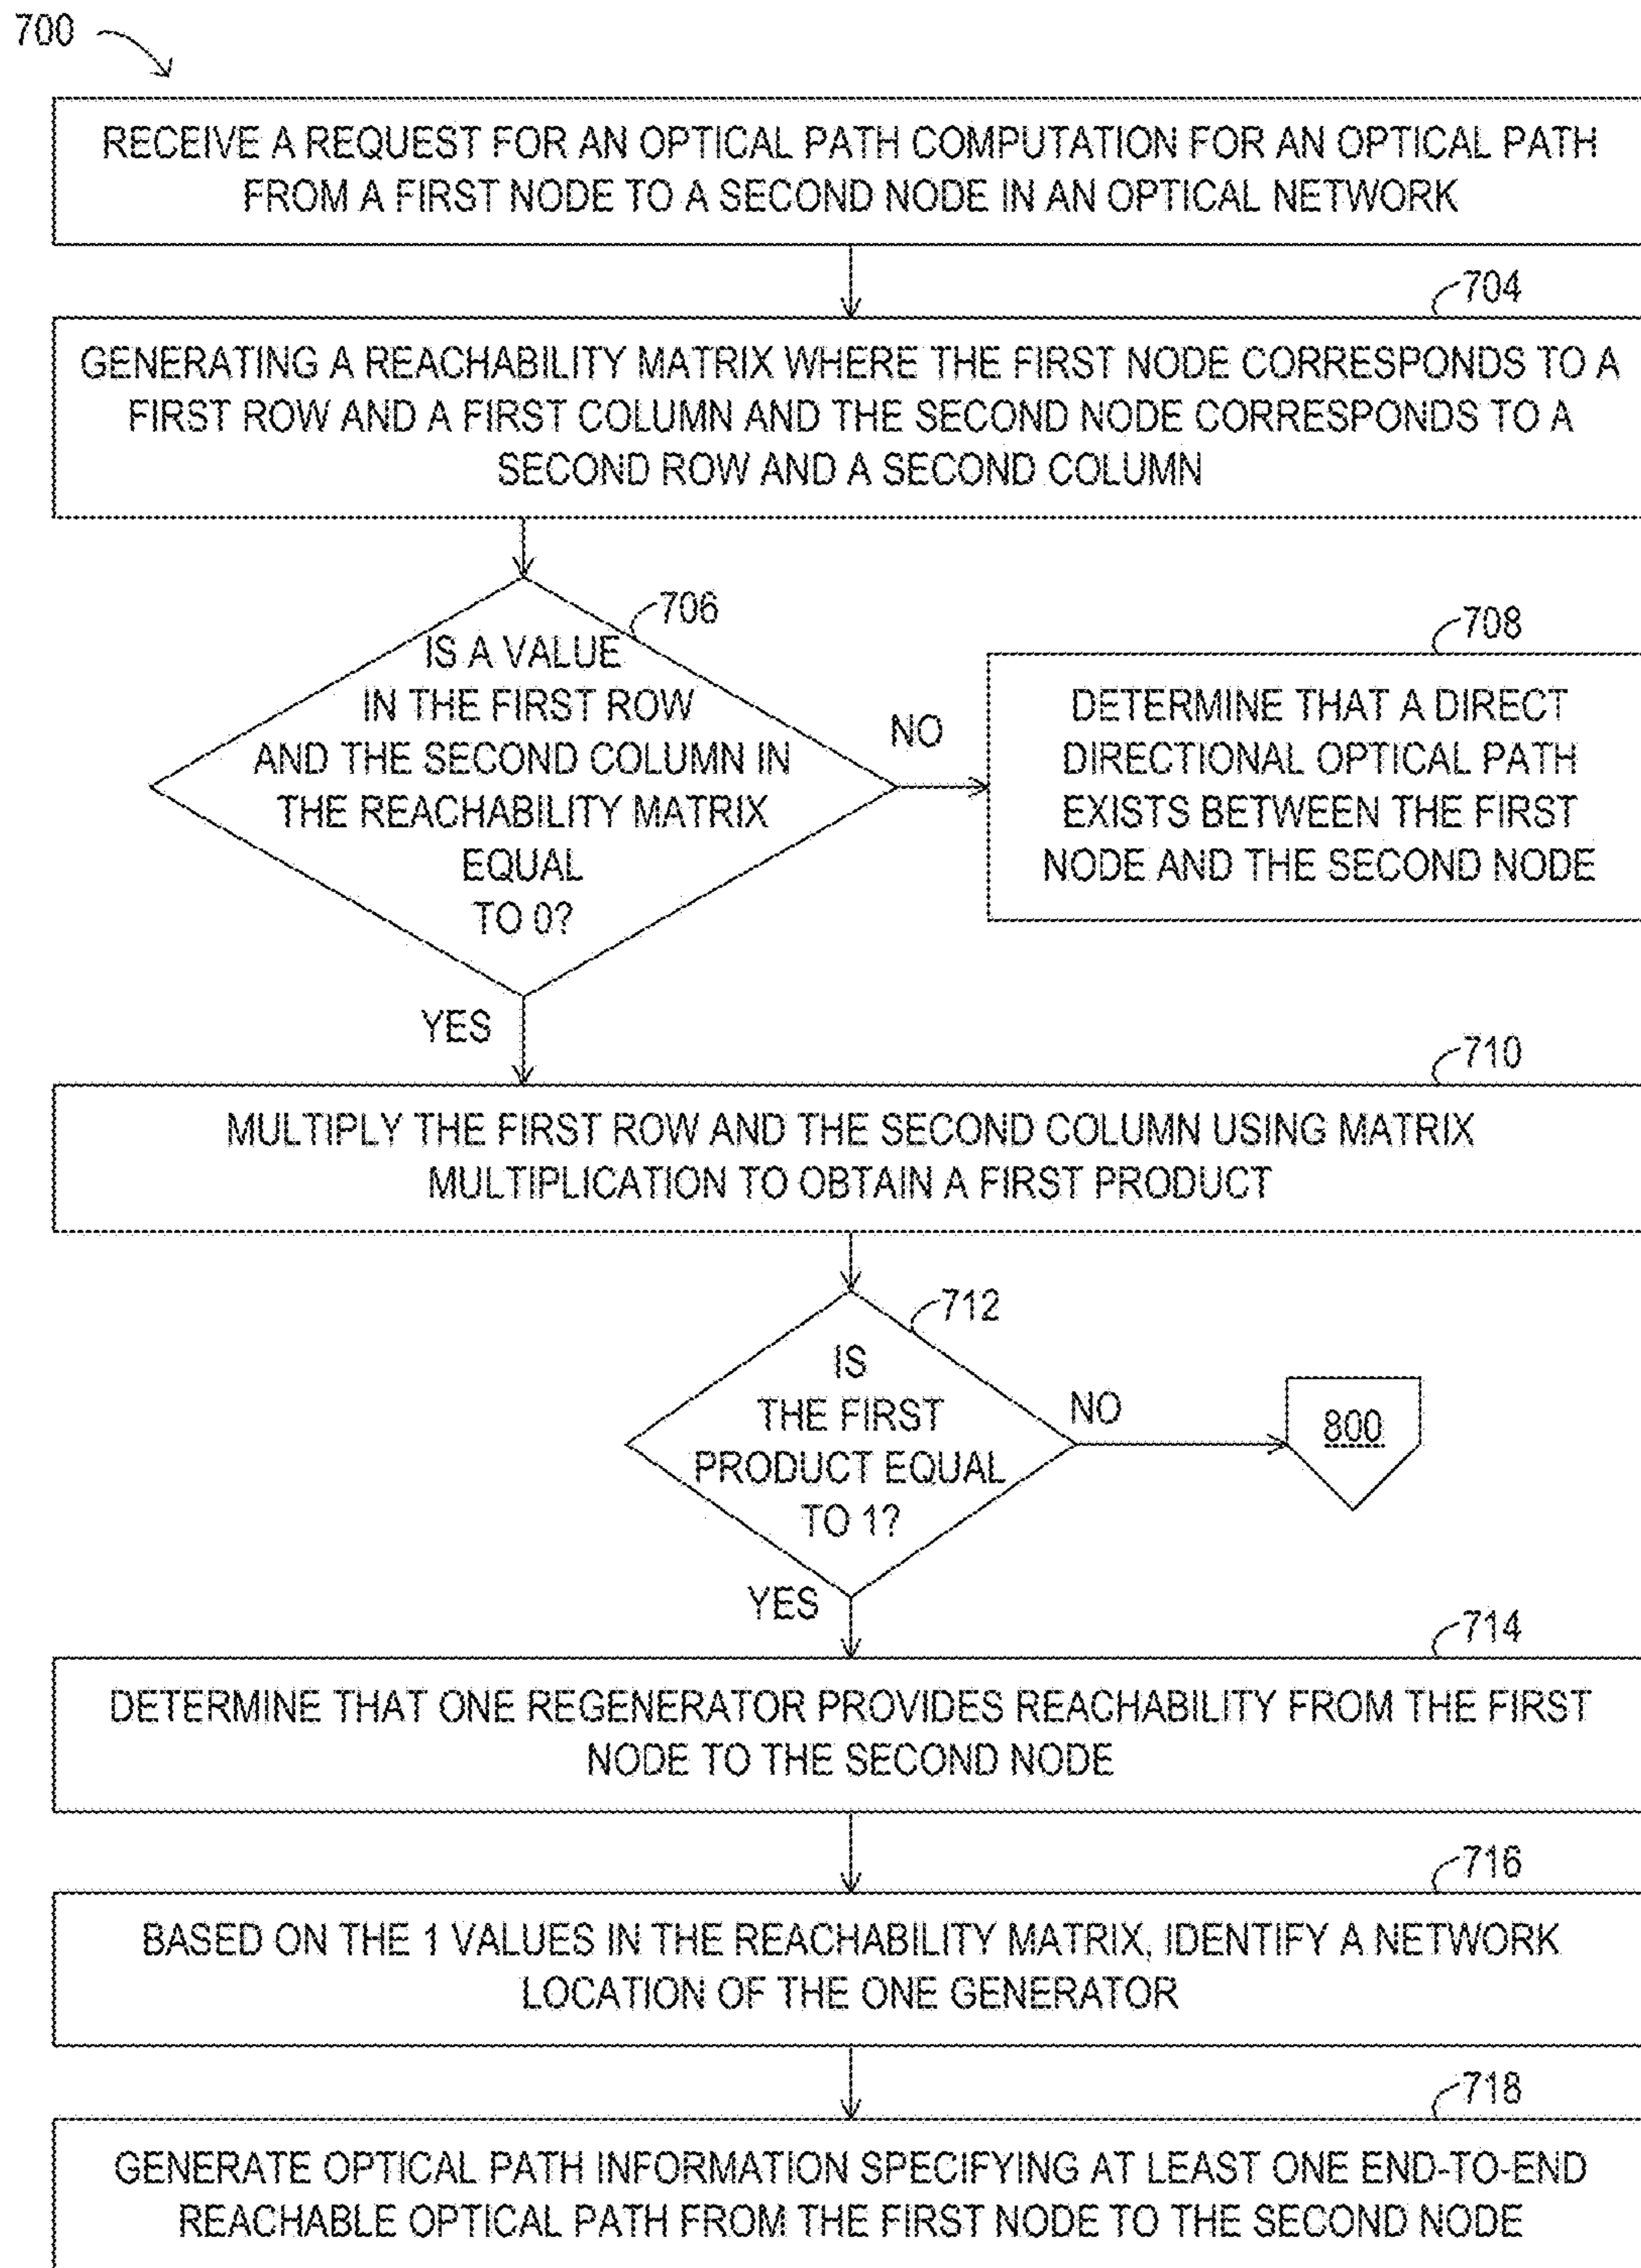 700
RECEIVE A REQUEST FOR AN OPTICAL PATH COMPUTATION FOR AN OPTICAL PATH
FROM A FIRST NODE TO A SECOND NODE IN AN OPTICAL NETWORK
704
GENERATING A REACHABILITY MATRIX WHERE THE FIRST NODE CORRESPONDS TO A
FIRST ROW AND A FIRST COLUMN AND THE SECOND NODE CORRESPONDS TO A
SECOND ROW AND A SECOND COLUMN
706
IS A VALUE
IN THE FIRST ROW
AND THE SECOND COLUMN IN
THE REACHABILITY MATRIX
EQUAL
TO 0?
NO
708
DETERMINE THAT A DIRECT
DIRECTIONAL OPTICAL PATH
EXISTS BETWEEN THE FIRST
NODE AND THE SECOND NODE
YES
710
MULTIPLY THE FIRST ROW AND THE SECOND COLUMN USING MATRIX
MULTIPLICATION TO OBTAIN A FIRST PRODUCT
712
IS
THE FIRST
PRODUCT EQUAL
TO 1?
NO
800
YES
714
DETERMINE THAT ONE REGENERATOR PROVIDES REACHABILITY FROM THE FIRST
NODE TO THE SECOND NODE
716
BASED ON THE 1 VALUES IN THE REACHABILITY MATRIX, IDENTIFY A NETWORK
LOCATION OF THE ONE GENERATOR
718
GENERATE OPTICAL PATH INFORMATION SPECIFYING AT LEAST ONE END-TO-END
REACHABLE OPTICAL PATH FROM THE FIRST NODE TO THE SECOND NODE